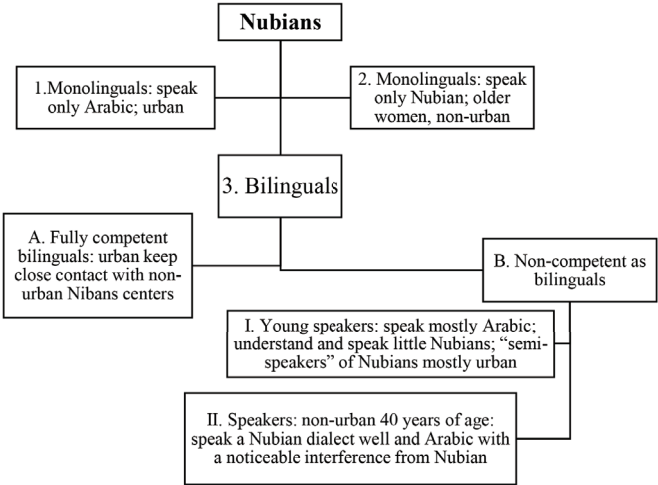 Nubians
1.Monolinguals: speak
only Arabic; urban
2. Monolinguals: speak
only Nubian; older
women, non-urban
3. Bilinguals
A. Fully competent
bilinguals: urban keep
close contact with non-
urban Nibans centers
B. Non-competent as
bilinguals
I. Young speakers: speak mostly Arabic;
understand and speak little Nubians; “semi-
speakers” of Nubians mostly urban
II. Speakers: non-urban 40 years of age:
speak a Nubian dialect well and Arabic with
a noticeable interference from Nubian